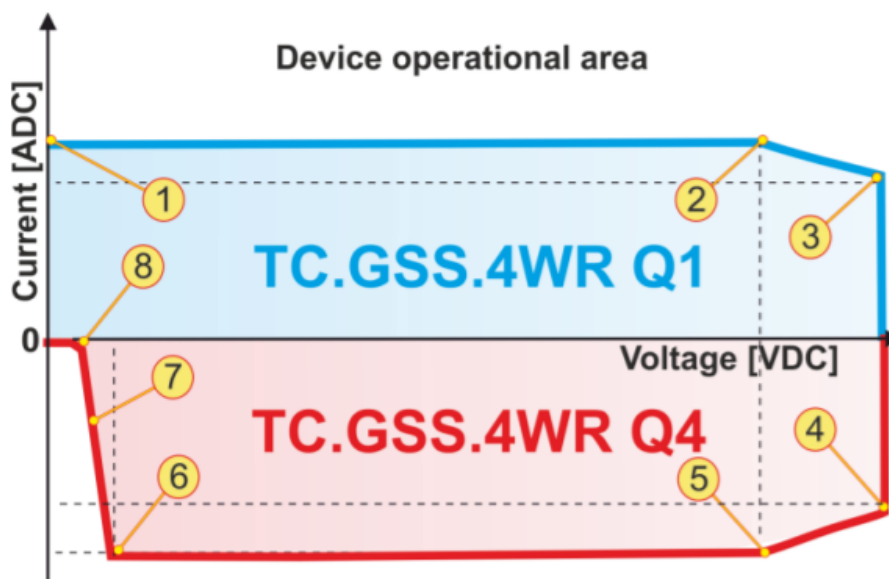 Device operational area
Current [ADC]
1
2
3
8
TC.GSS.4WR Q1
0
Voltage [VDC]
7
TC.GSS.4WR Q4
4
6
5